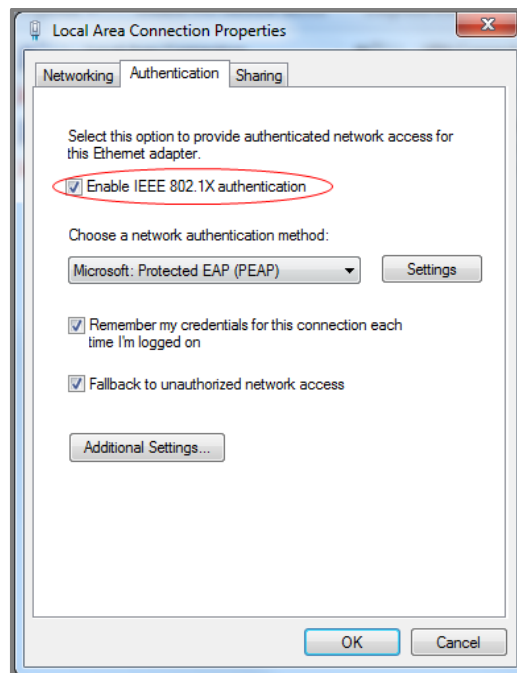 Local Area Connection Properties
Networking
Authentication
Sharing
Select this option to provide authenticated network access for
this Ethernet adapter.
Enable IEEE 802.1X authentication
Choose a network authentication method:
Microsoft: Protected EAP (PEAP)
Settings
Remember my credentials for this connection each
time I'm logged on
Fallback to unauthorized network access
Additional Settings...
OK
Cancel